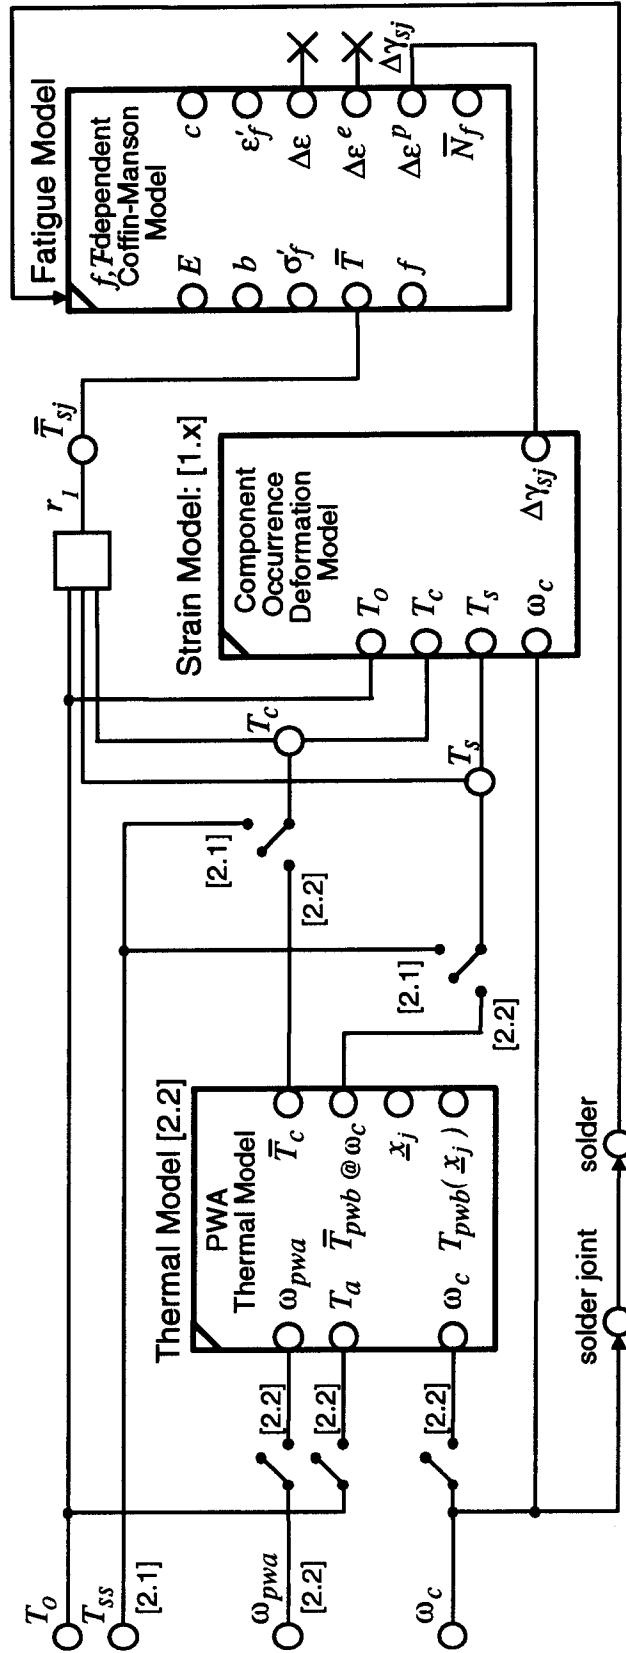 T_o
T_ss
[2.1]
ω_pwa
[2.2]
ω_c
[2.2]
[2.2]
[2.2]
Thermal Model [2.2]
PWA
Thermal Model
ω_pwa
T_a
ω_c
T̅_c
T̅_pwb @ ω_c
x_j
T_pwb( x_j )
[2.1]
[2.2]
[2.1]
[2.2]
T_c
T_s
solder joint
solder
r_1
T̅_sj
Strain Model: [1.x]
Component
Occurrence
Deformation
Model
T_o
T_c
T_s
ω_c
Δγ_sj
Fatigue Model
f,T-dependent
Coffin-Manson
Model
E
b
σ'_f
T̅
f
c
ε'_f
Δε
Δε^e
Δε^p
N̅_f
Δγ_sj